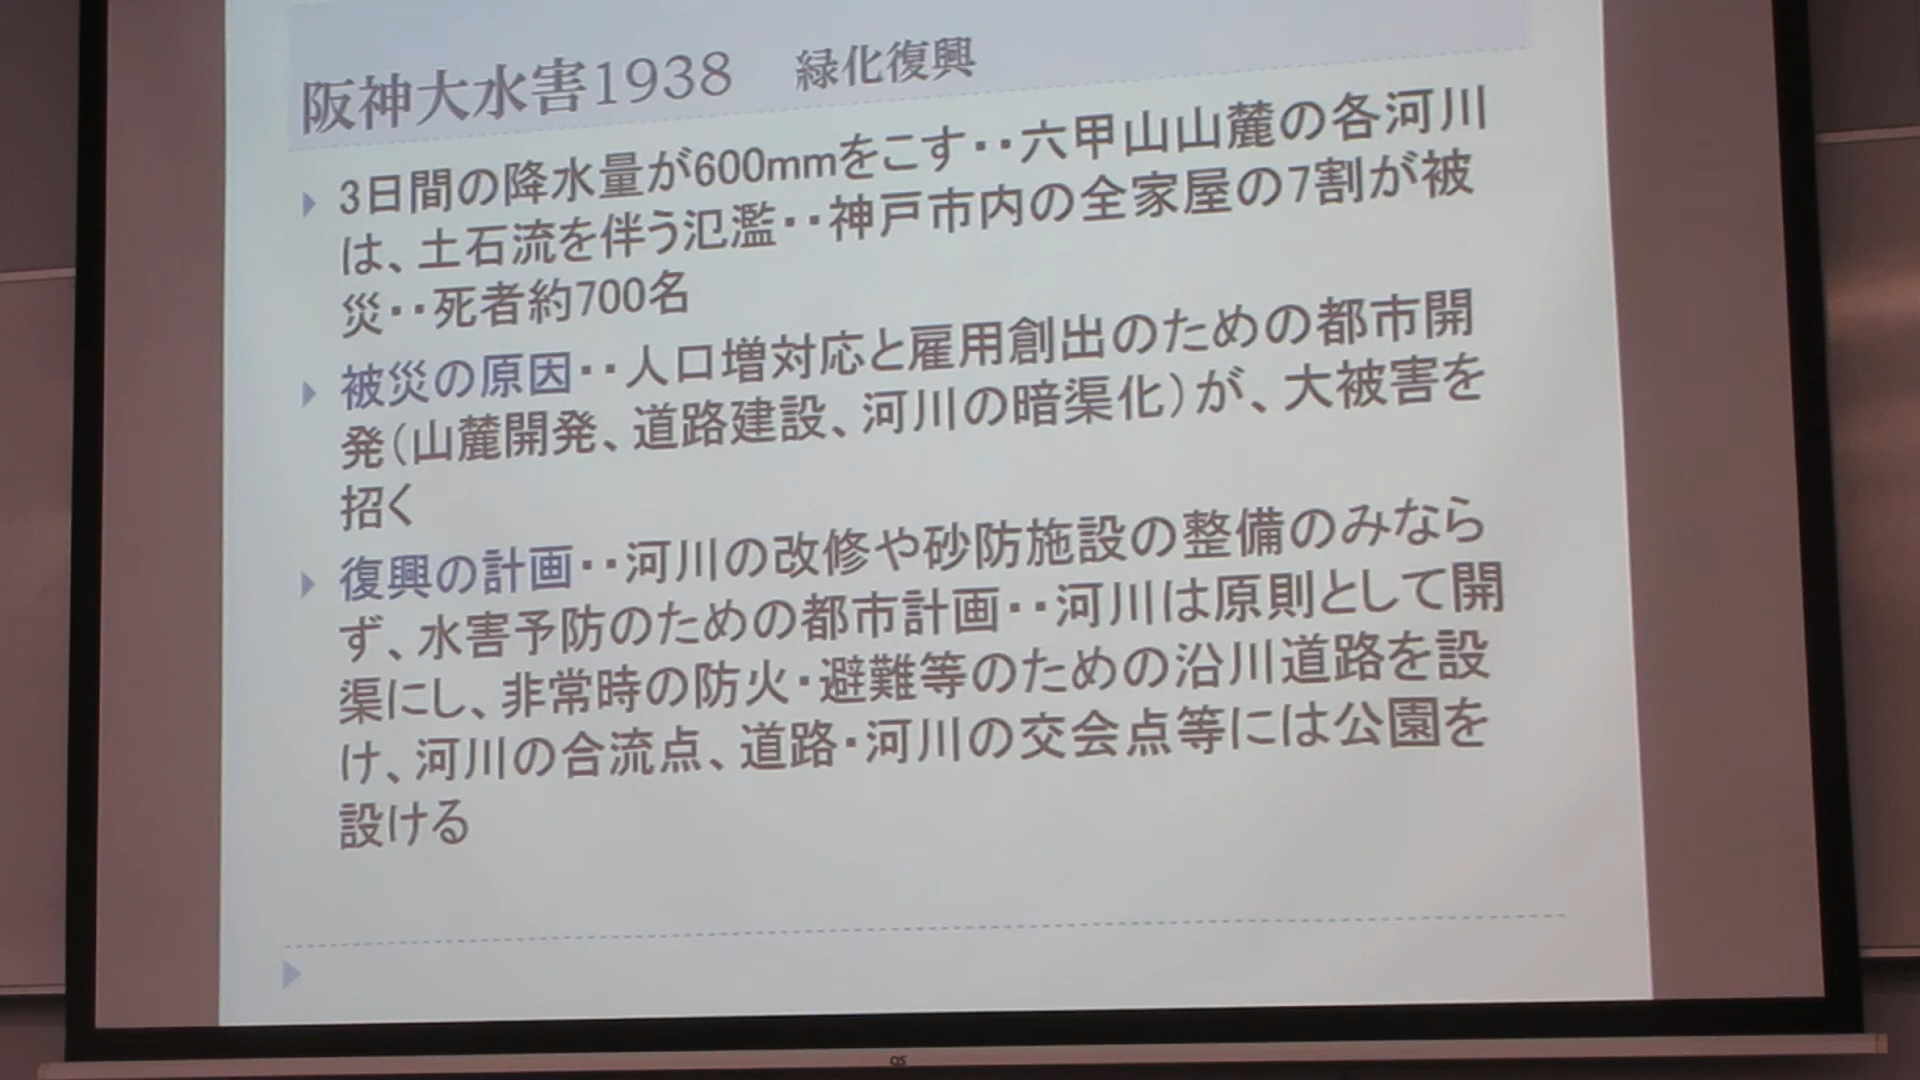 阪神大水害1938　緑化復興
3日間の降水量が600mmをこす・・六甲山山麓の各河川
は、土石流を伴う氾濫・・神戸市内の全家屋の7割が被
災・・死者約700名
被災の原因・・人口増対応と雇用創出のための都市開
発(山麓開発、道路建設、河川の暗渠化)が、大被害を
招く
復興の計画・・河川の改修や砂防施設の整備のみなら
ず、水害予防のための都市計画・・河川は原則として開
渠にし、非常時の防火・避難等のための沿川道路を設
け、河川の合流点、道路・河川の交会点等には公園を
設ける
OS